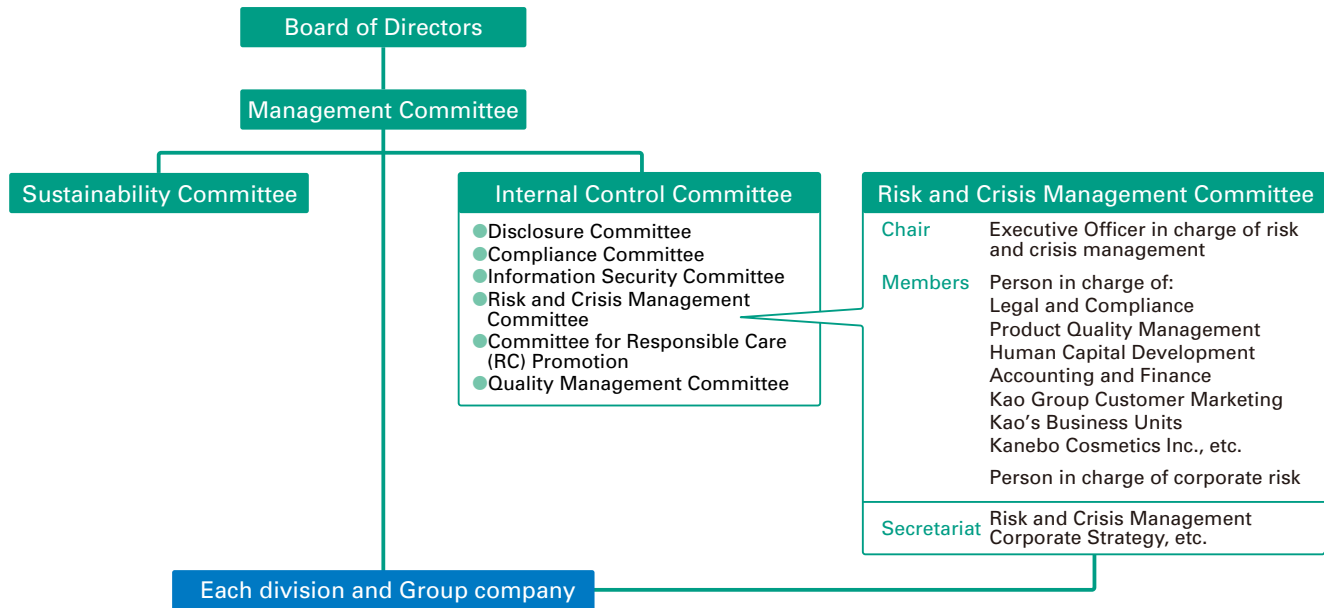 Board of Directors
Management Committee
Sustainability Committee
Internal Control Committee
●Disclosure Committee
●Compliance Committee
●Information Security Committee
●Risk and Crisis Management
Committee
●Committee for Responsible Care
(RC) Promotion
●Quality Management Committee
Risk and Crisis Management Committee
Chair Executive Officer in charge of risk
and crisis management
Members Person in charge of:
Legal and Compliance
Product Quality Management
Human Capital Development
Accounting and Finance
Kao Group Customer Marketing
Kao’s Business Units
Kanebo Cosmetics Inc., etc.
Person in charge of corporate risk
Secretariat Risk and Crisis Management
Corporate Strategy, etc.
Each division and Group company